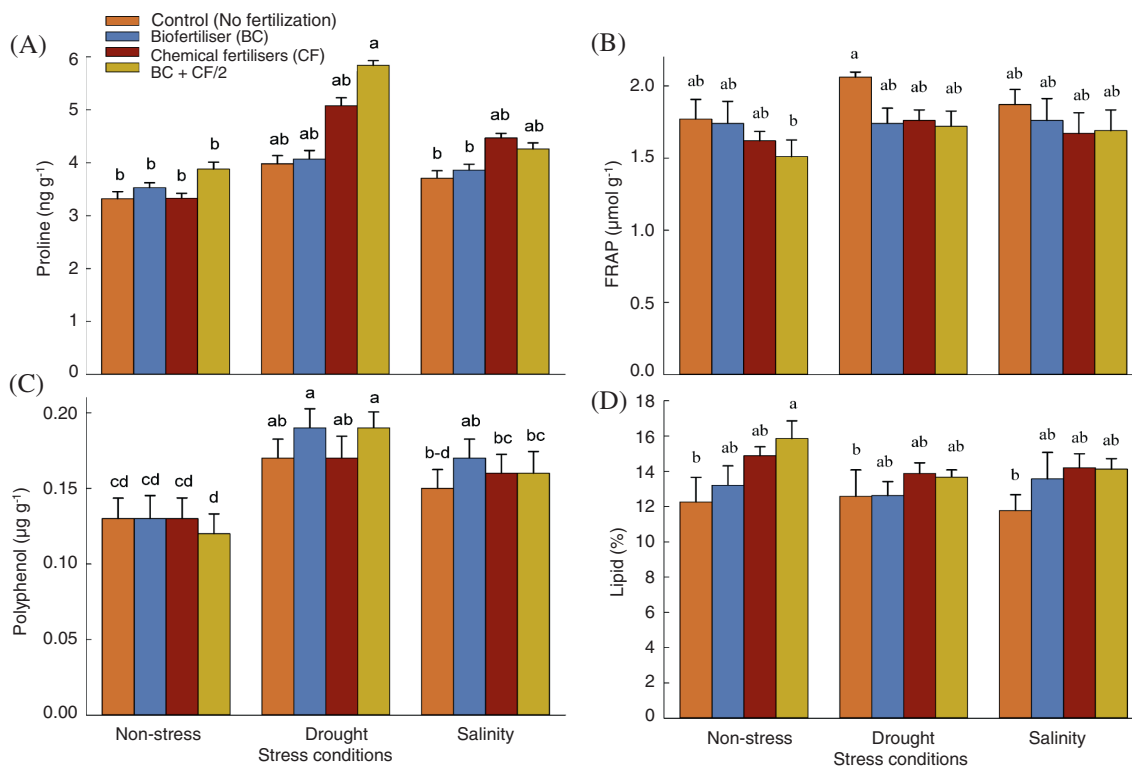 Control (No fertilization)
Biofertiliser (BC)
Chemical fertilisers (CF)
BC + CF/2
(A)
Proline (ng g⁻¹)
6
5
4
3
2
1
0
b b b b
ab ab ab a
b b ab ab
(B)
FRAP (µmol g⁻¹)
2.0
1.5
1.0
0.5
0.0
ab ab ab b
a ab ab ab
ab ab ab ab
(C)
Polyphenol (µg g⁻¹)
0.20
0.15
0.10
0.05
0.00
cd cd cd d
ab a ab a
b-d ab bc bc
Non-stress Drought Salinity
Stress conditions
(D)
Lipid (%)
18
16
14
12
10
8
6
4
2
0
b ab ab a
b ab ab ab
b ab ab ab
Non-stress Drought Salinity
Stress conditions